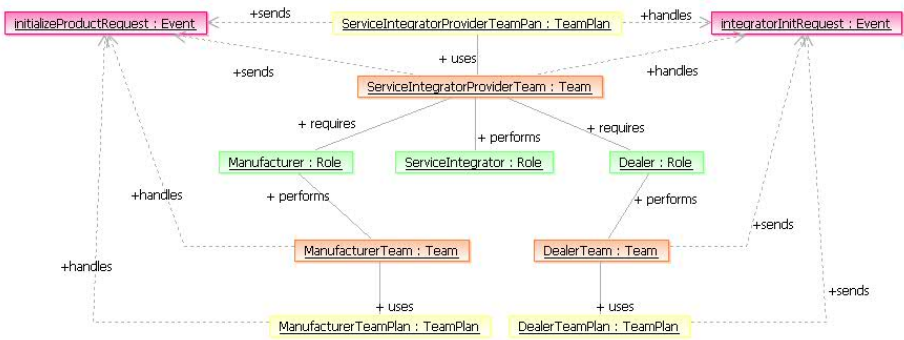 +sends
ServiceIntegratorProviderTeamPan : TeamPlan
+handles
initializeProductRequest : Event
integratorInitRequest : Event
+ uses
+sends
+handles
ServiceIntegratorProviderTeam : Team
+ requires
+ performs
+ requires
Manufacturer : Role
ServiceIntegrator : Role
Dealer : Role
+handles
+ performs
+ performs
+sends
ManufacturerTeam : Team
DealerTeam : Team
+handles
+sends
+ uses
+ uses
ManufacturerTeamPlan : TeamPlan
DealerTeamPlan : TeamPlan